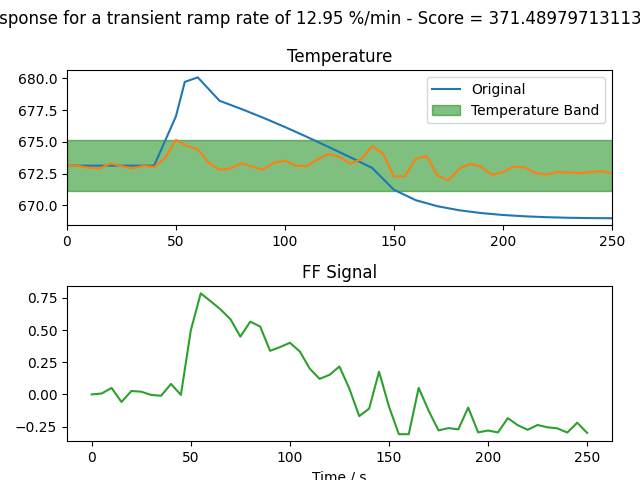 sponse for a transient ramp rate of 12.95 %/min - Score = 371.48979713113
Temperature
680.0
677.5
675.0
672.5
670.0
Original
Temperature Band
0 50 100 150 200 250
FF Signal
0.75
0.50
0.25
0.00
−0.25
0 50 100 150 200 250
Time / s